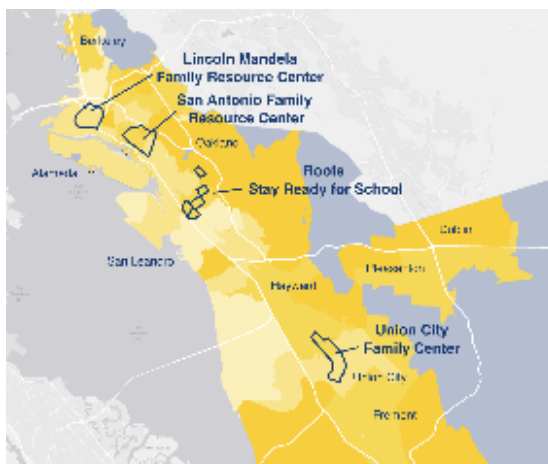 Berkeley
Lincoln Mandela
Family Resource Center
San Antonio Family
Resource Center
Oakland
Alameda
Roots
Stay Ready for School
San Leandro
Dublin
Pleasanton
Hayward
Union City
Family Center
Union City
Fremont